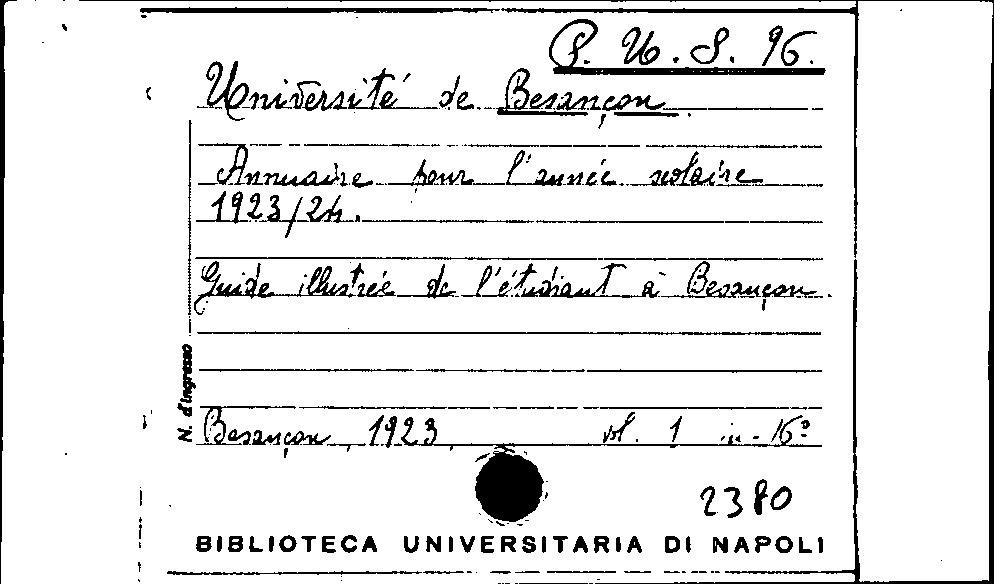 P. U. S. 96.
Université de Besançon.
Annuaire pour l'année scolaire
1923/24.
Guide illustrée de l'étudiant à Besançon.
N. d'ingresso
Besançon, 1923, vol. 1 in-16º
2380
BIBLIOTECA UNIVERSITARIA DI NAPOLI